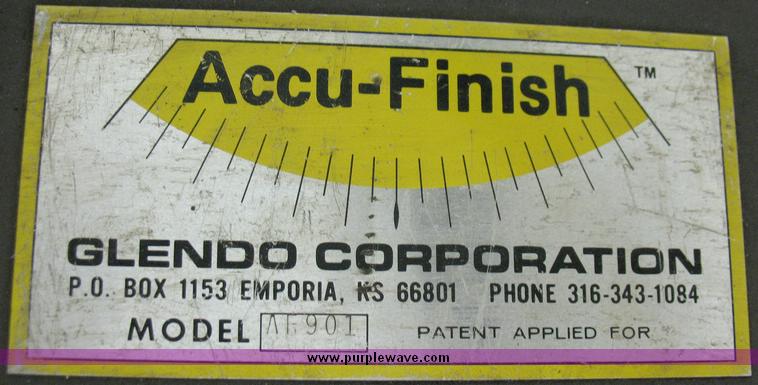 Accu-Finish ™
GLENDO CORPORATION
P.O. BOX 1153 EMPORIA, KS 66801 PHONE 316-343-1084
MODEL AF901 PATENT APPLIED FOR
www.purplewave.com